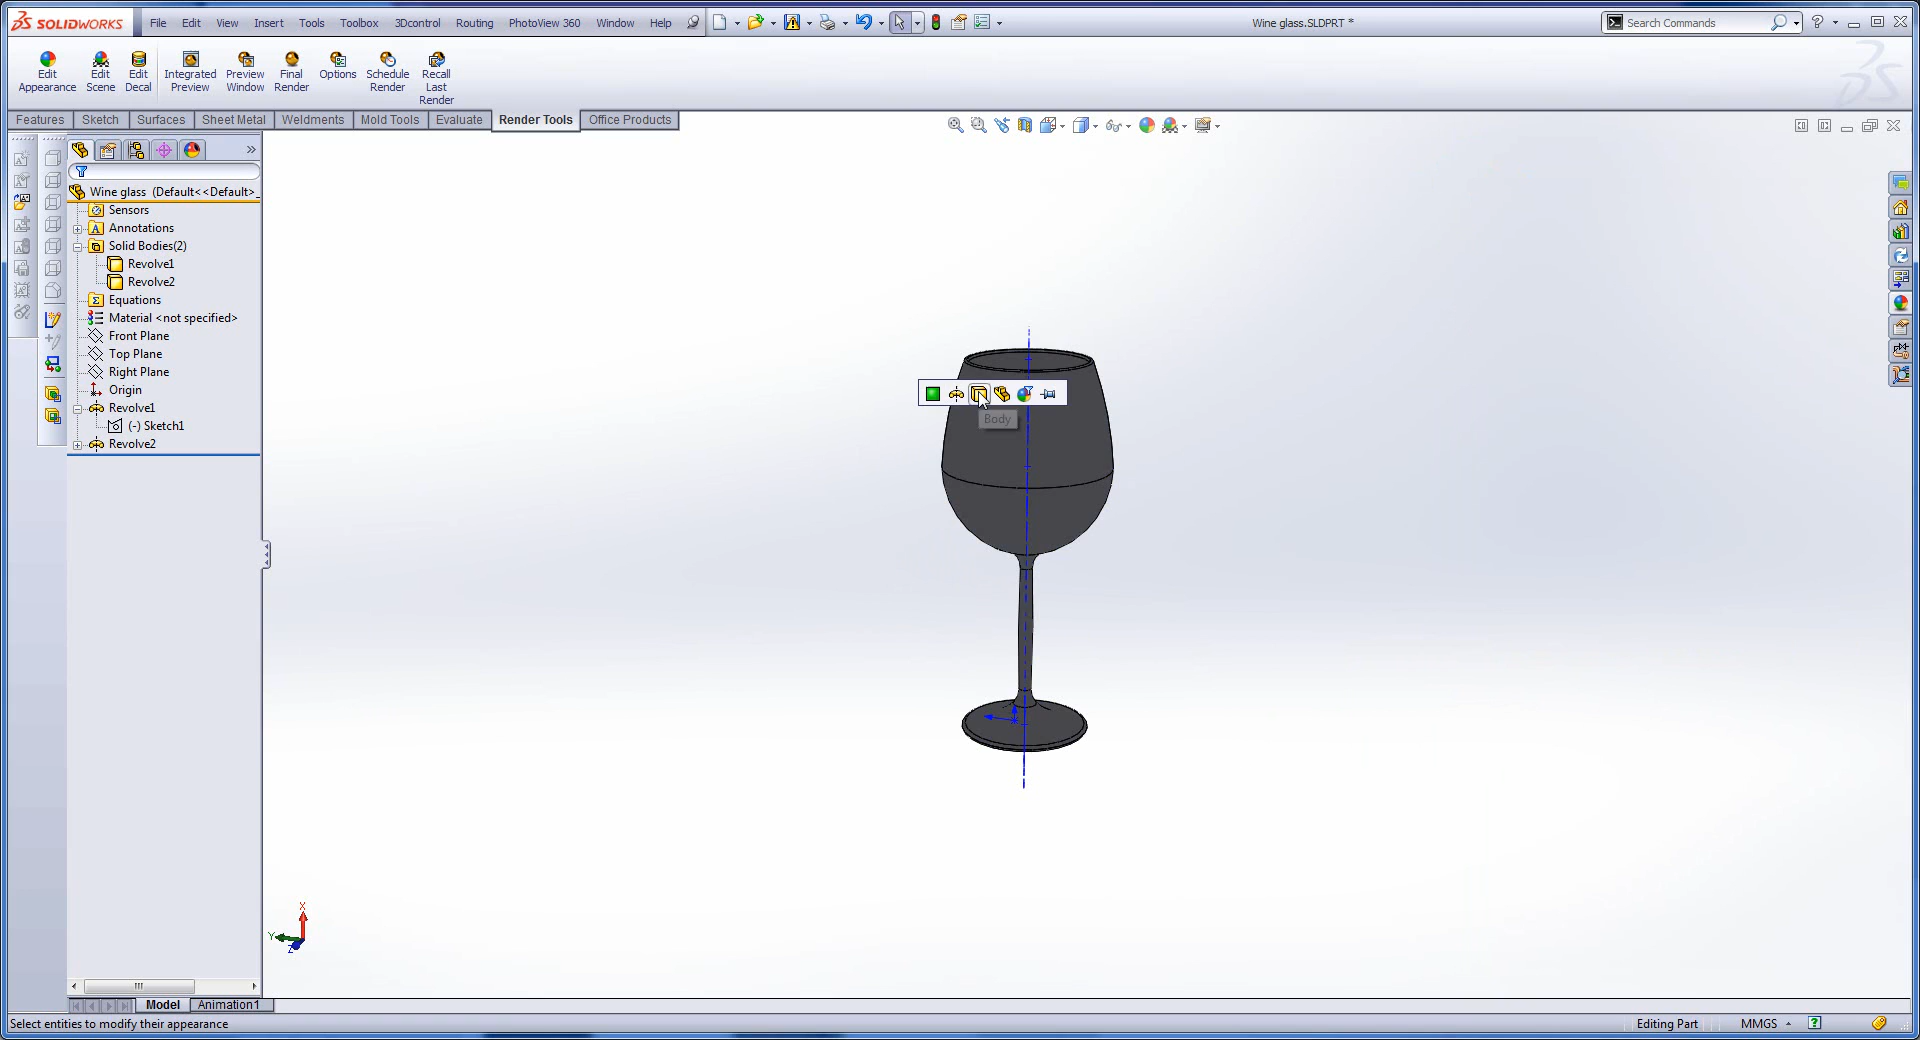 SOLIDWORKS File Edit View Insert Tools Toolbox 3Dcontrol Routing PhotoView 360 Window Help Wine glass.SLDPRT * Search Commands ?
Edit Appearance
Edit Scene
Edit Decal
Integrated Preview
Preview Window
Final Render
Options
Schedule Render
Recall Last Render
Features Sketch Surfaces Sheet Metal Weldments Mold Tools Evaluate Render Tools Office Products
Wine glass (Default<<Default>_
Sensors
Annotations
Solid Bodies(2)
Revolve1
Revolve2
Equations
Material <not specified>
Front Plane
Top Plane
Right Plane
Origin
Revolve1
(-) Sketch1
Revolve2
Body
X
Y
Z
Model Animation1
Select entities to modify their appearance Editing Part MMGS ?